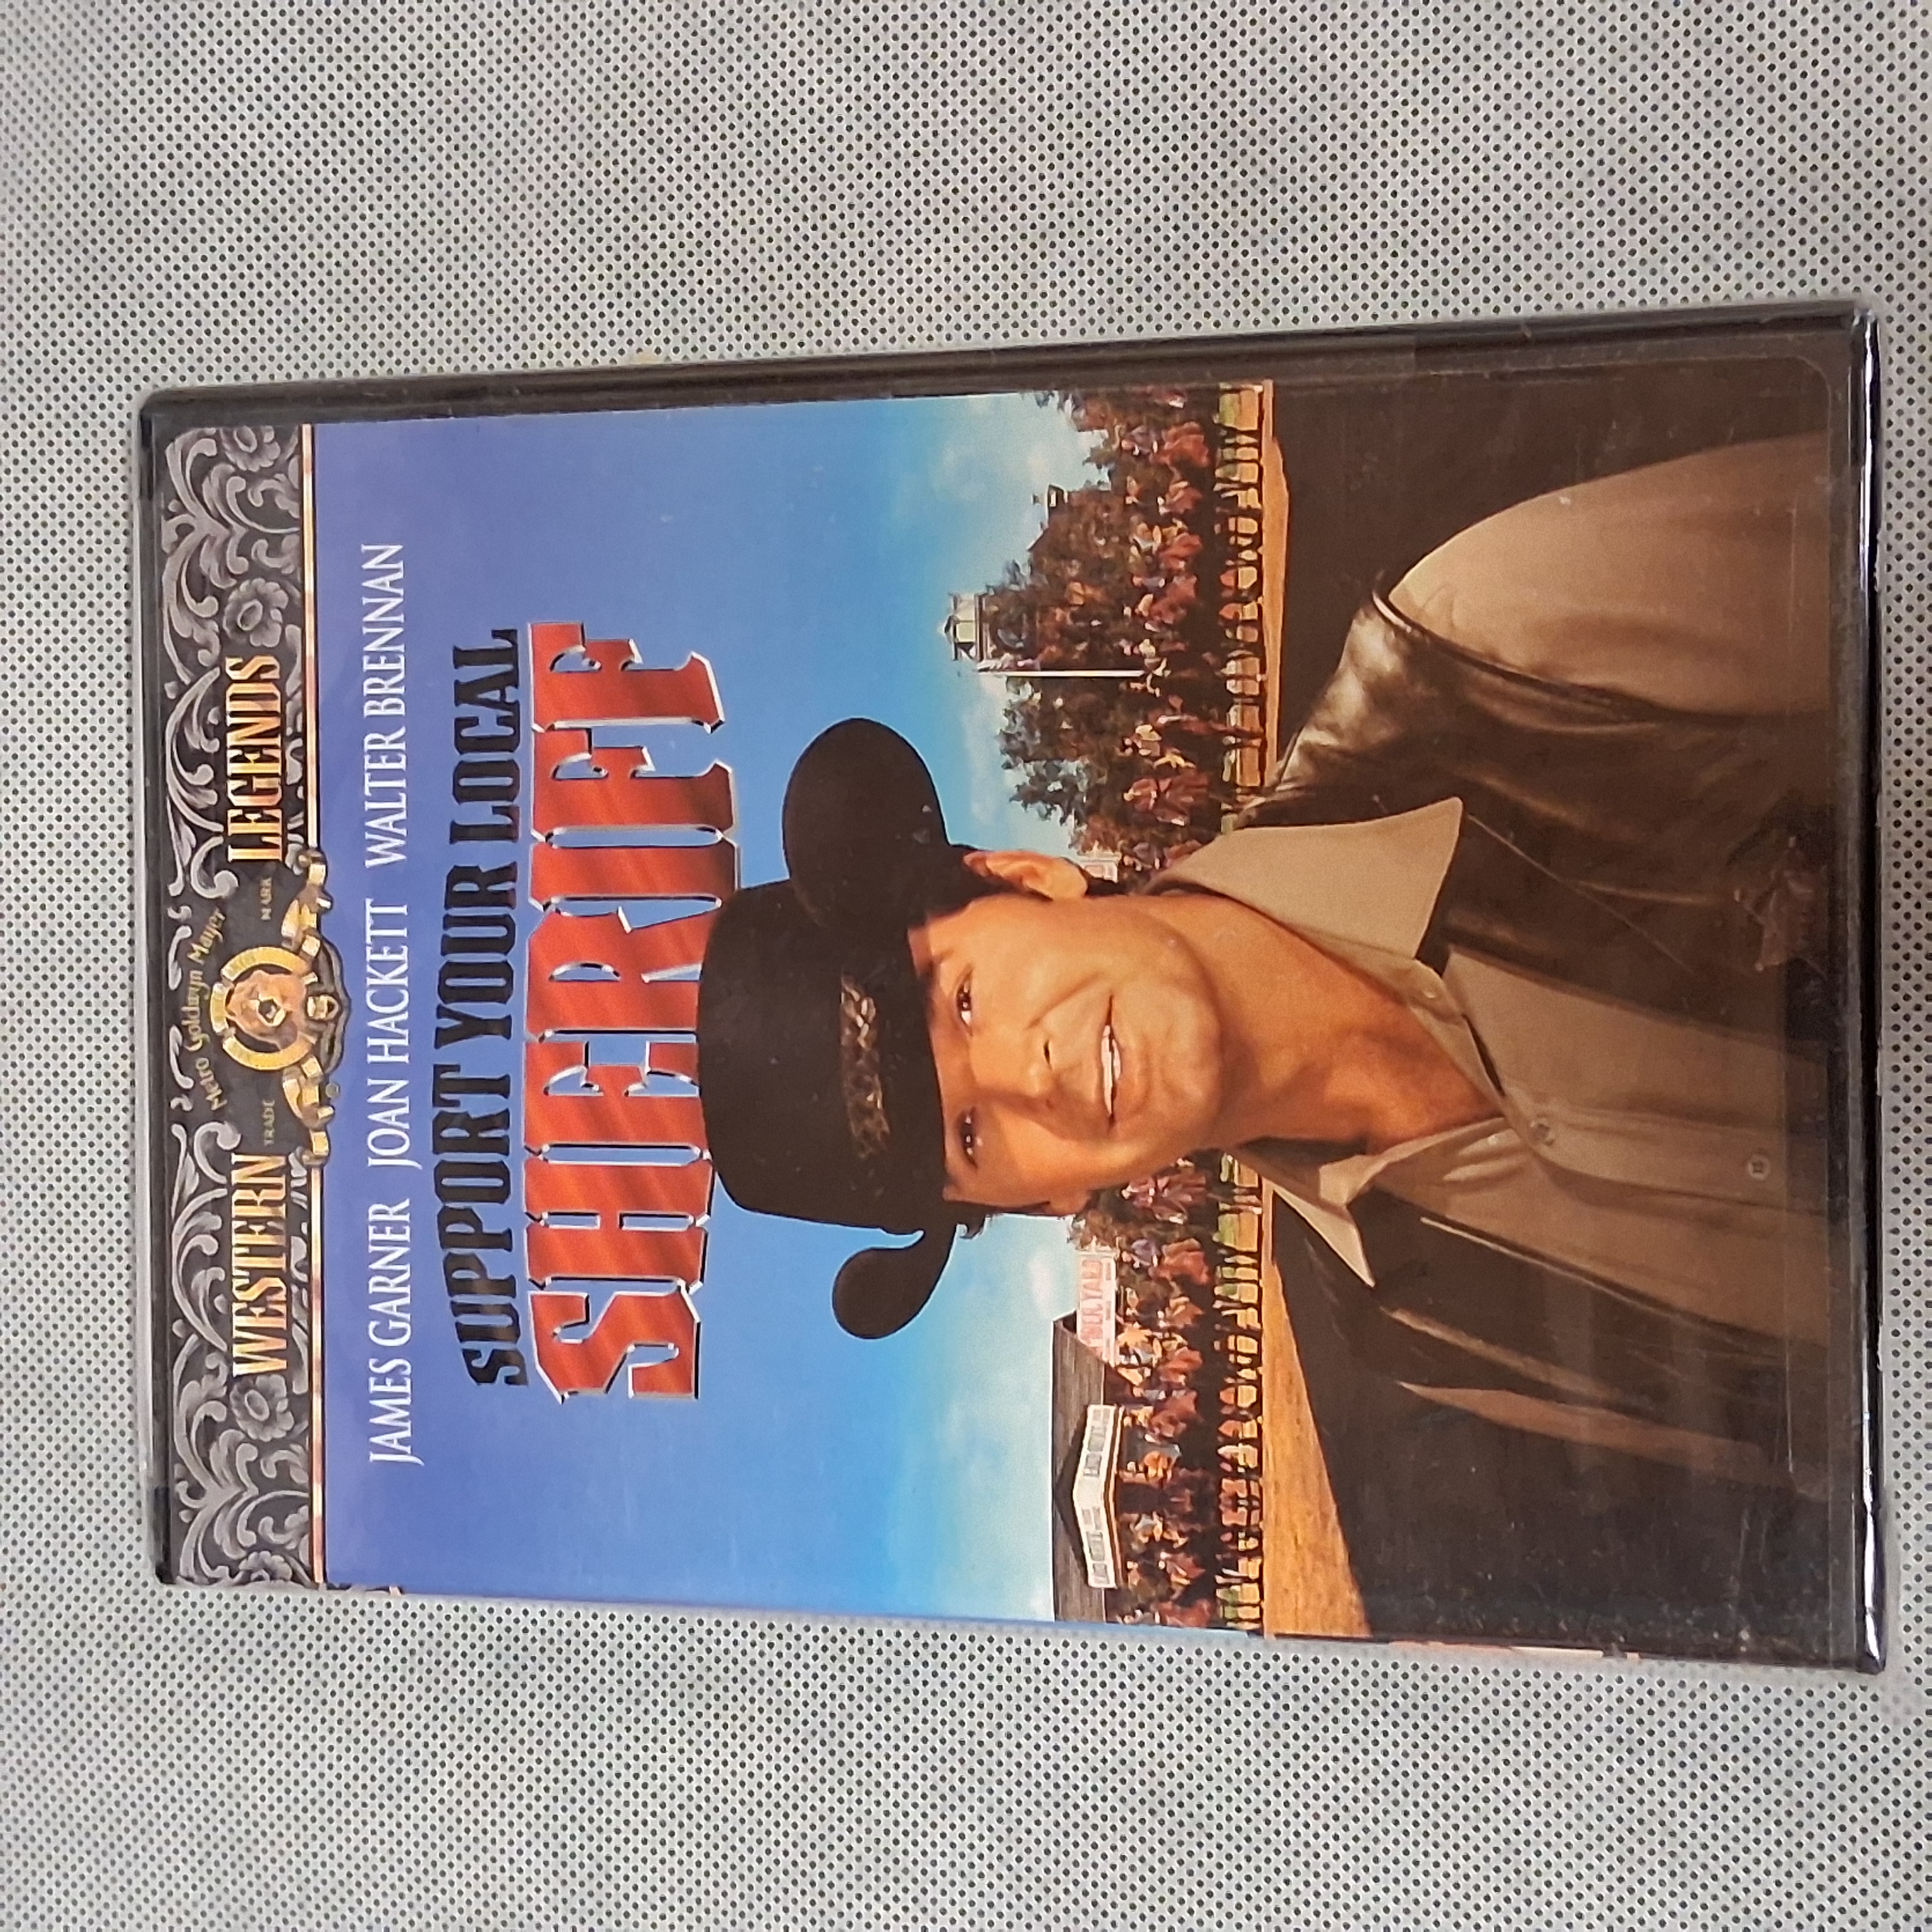 Metro Goldwyn Mayer
TRADE MARK
WESTERN LEGENDS
JAMES GARNER JOAN HACKETT WALTER BRENNAN
SUPPORT YOUR LOCAL
SHERIFF